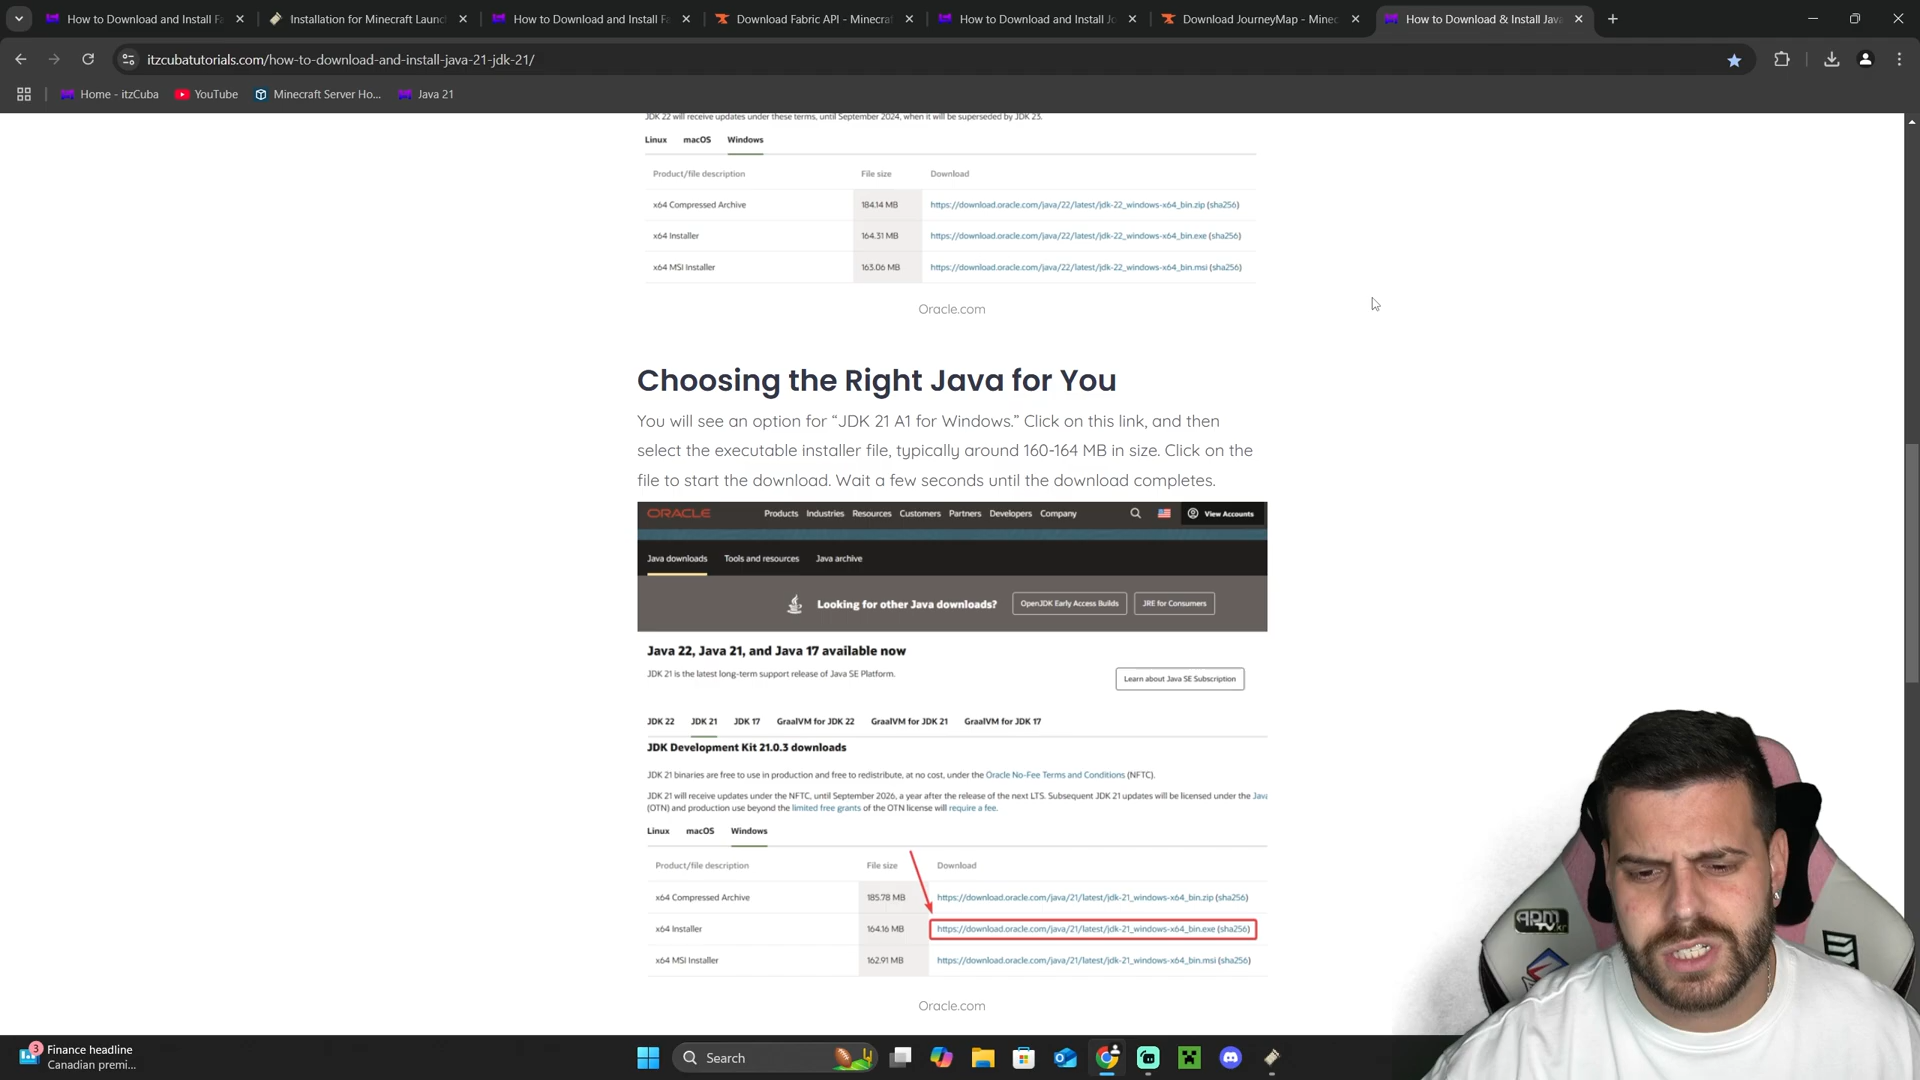 How to Download and Install Fa
Installation for Minecraft Laun
How to Download and Install Fa
Download Fabric API - Minecraf
How to Download and Install Jo
Download JourneyMap - Minec
How to Download & Install Java
itzcubatutorials.com/how-to-download-and-install-java-21-jdk-21/
Home - itzCuba
YouTube
Minecraft Server Ho...
Java 21
JDK 22 will receive updates under these terms, until September 2024, when it will be superseded by JDK 23.
Linux macOS Windows
Product/file description File size Download
x64 Compressed Archive 184.14 MB https://download.oracle.com/java/22/latest/jdk-22_windows-x64_bin.zip (sha256)
x64 Installer 164.31 MB https://download.oracle.com/java/22/latest/jdk-22_windows-x64_bin.exe (sha256)
x64 MSI Installer 163.06 MB https://download.oracle.com/java/22/latest/jdk-22_windows-x64_bin.msi (sha256)
Oracle.com
Choosing the Right Java for You
You will see an option for “JDK 21 A1 for Windows.” Click on this link, and then
select the executable installer file, typically around 160-164 MB in size. Click on the
file to start the download. Wait a few seconds until the download completes.
ORACLE Products Industries Resources Customers Partners Developers Company View Accounts
Java downloads Tools and resources Java archive
Looking for other Java downloads? OpenJDK Early Access Builds JRE for Consumers
Java 22, Java 21, and Java 17 available now
JDK 21 is the latest long-term support release of Java SE Platform.
Learn about Java SE Subscription
JDK 22 JDK 21 JDK 17 GraalVM for JDK 22 GraalVM for JDK 21 GraalVM for JDK 17
JDK Development Kit 21.0.3 downloads
JDK 21 binaries are free to use in production and free to redistribute, at no cost, under the Oracle No-Fee Terms and Conditions (NFTC).
JDK 21 will receive updates under the NFTC, until September 2026, a year after the release of the next LTS. Subsequent JDK 21 updates will be licensed under the Java
(OTN) and production use beyond the limited free grants of the OTN license will require a fee.
Linux macOS Windows
Product/file description File size Download
x64 Compressed Archive 185.78 MB https://download.oracle.com/java/21/latest/jdk-21_windows-x64_bin.zip (sha256)
x64 Installer 164.16 MB https://download.oracle.com/java/21/latest/jdk-21_windows-x64_bin.exe (sha256)
x64 MSI Installer 162.91 MB https://download.oracle.com/java/21/latest/jdk-21_windows-x64_bin.msi (sha256)
Oracle.com
3
Finance headline
Canadian premi...
Search